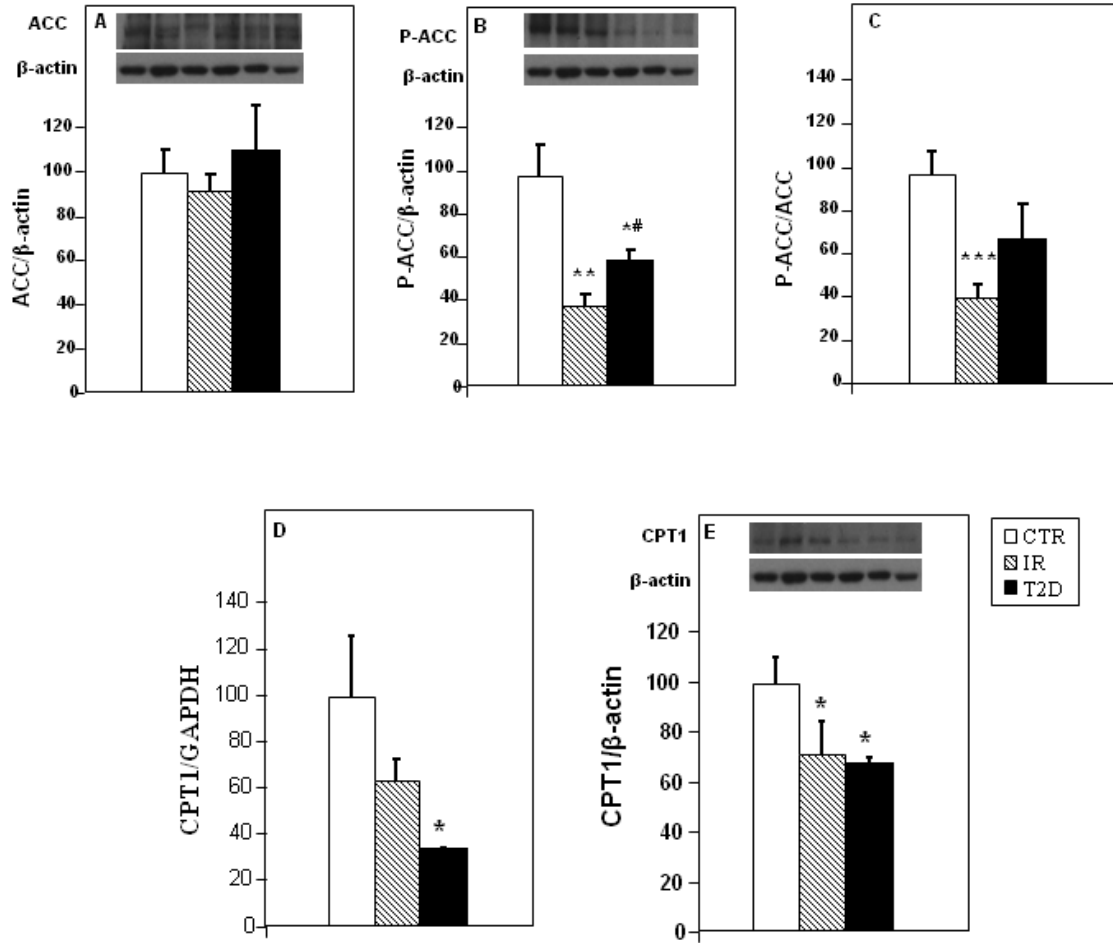 A
ACC
β-actin
ACC/β-actin
120
100
80
60
40
20
0
B
P-ACC
β-actin
P-ACC/β-actin
120
100
80
60
40
20
0
**
*#
C
P-ACC/ACC
140
120
100
80
60
40
20
0
***
D
CPT1/GAPDH
140
120
100
80
60
40
20
0
*
E
CPT1
β-actin
CPT1/β-actin
120
100
80
60
40
20
0
*
*
CTR
IR
T2D